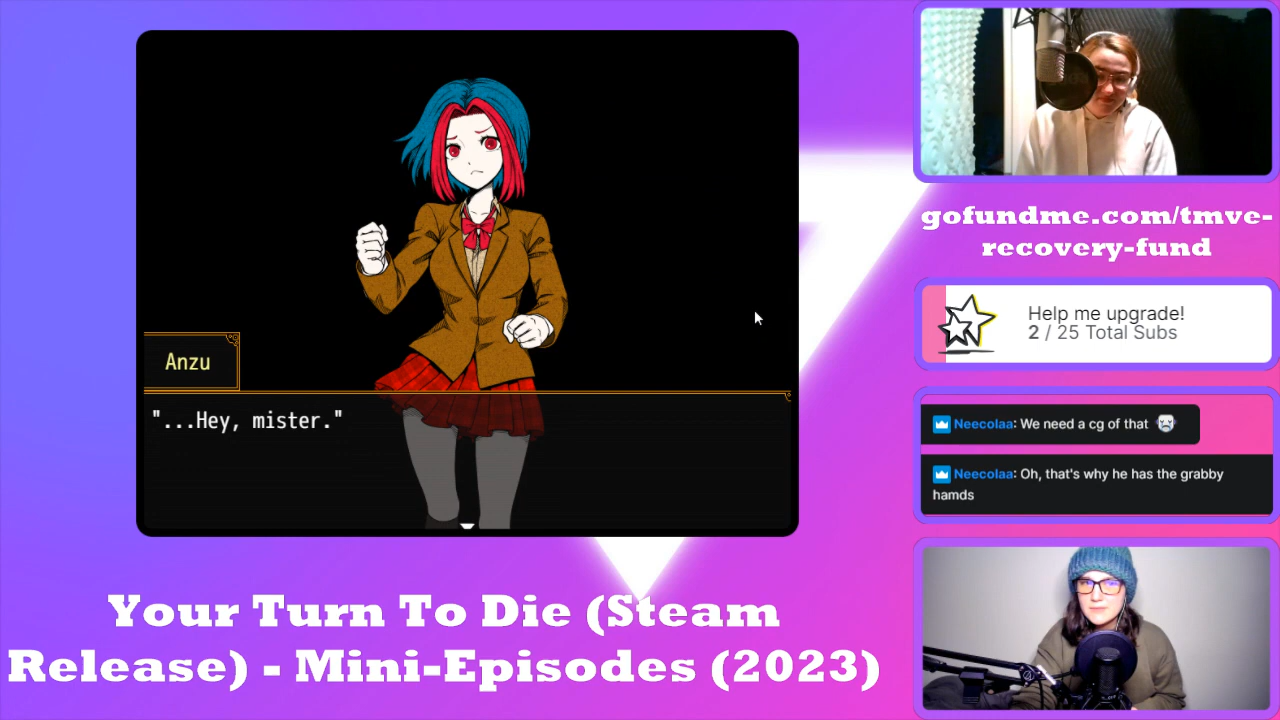 Anzu
"...Hey, mister."
Your Turn To Die (Steam
Release) - Mini-Episodes (2023)
gofundme.com/tmve-
recovery-fund
Help me upgrade!
2 / 25 Total Subs
Neecolaa: We need a cg of that
Neecolaa: Oh, that's why he has the grabby
hamds